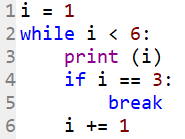 1 i = 1
2 while i < 6:
3     print (i)
4     if i == 3:
5         break
6     i += 1